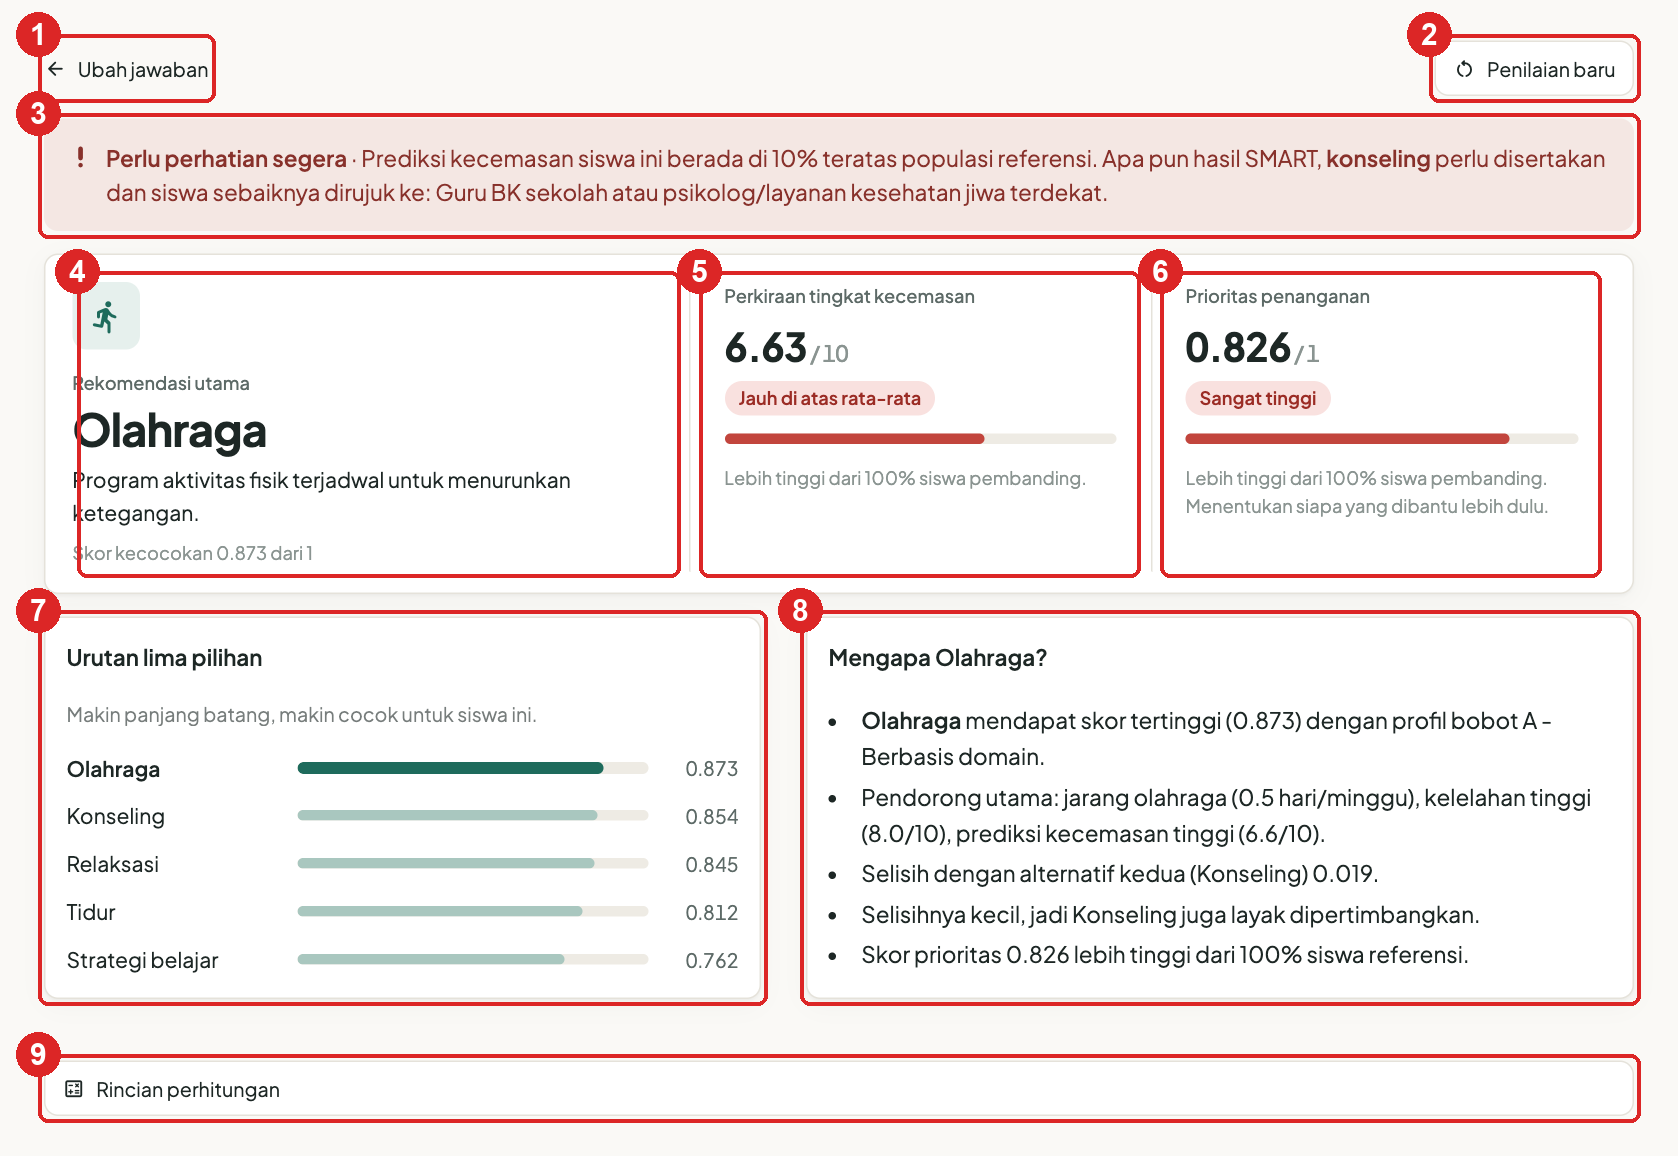 1
2
← Ubah jawaban
Penilaian baru
3
! Perlu perhatian segera · Prediksi kecemasan siswa ini berada di 10% teratas populasi referensi. Apa pun hasil SMART, konseling perlu disertakan
dan siswa sebaiknya dirujuk ke: Guru BK sekolah atau psikolog/layanan kesehatan jiwa terdekat.
4
Rekomendasi utama
Olahraga
Program aktivitas fisik terjadwal untuk menurunkan
ketegangan.
Skor kecocokan 0.873 dari 1
5
Perkiraan tingkat kecemasan
6.63/10
Jauh di atas rata-rata
Lebih tinggi dari 100% siswa pembanding.
6
Prioritas penanganan
0.826/1
Sangat tinggi
Lebih tinggi dari 100% siswa pembanding.
Menentukan siapa yang dibantu lebih dulu.
7
Urutan lima pilihan
Makin panjang batang, makin cocok untuk siswa ini.
Olahraga 0.873
Konseling 0.854
Relaksasi 0.845
Tidur 0.812
Strategi belajar 0.762
8
Mengapa Olahraga?
• Olahraga mendapat skor tertinggi (0.873) dengan profil bobot A -
Berbasis domain.
• Pendorong utama: jarang olahraga (0.5 hari/minggu), kelelahan tinggi
(8.0/10), prediksi kecemasan tinggi (6.6/10).
• Selisih dengan alternatif kedua (Konseling) 0.019.
• Selisihnya kecil, jadi Konseling juga layak dipertimbangkan.
• Skor prioritas 0.826 lebih tinggi dari 100% siswa referensi.
9
Rincian perhitungan